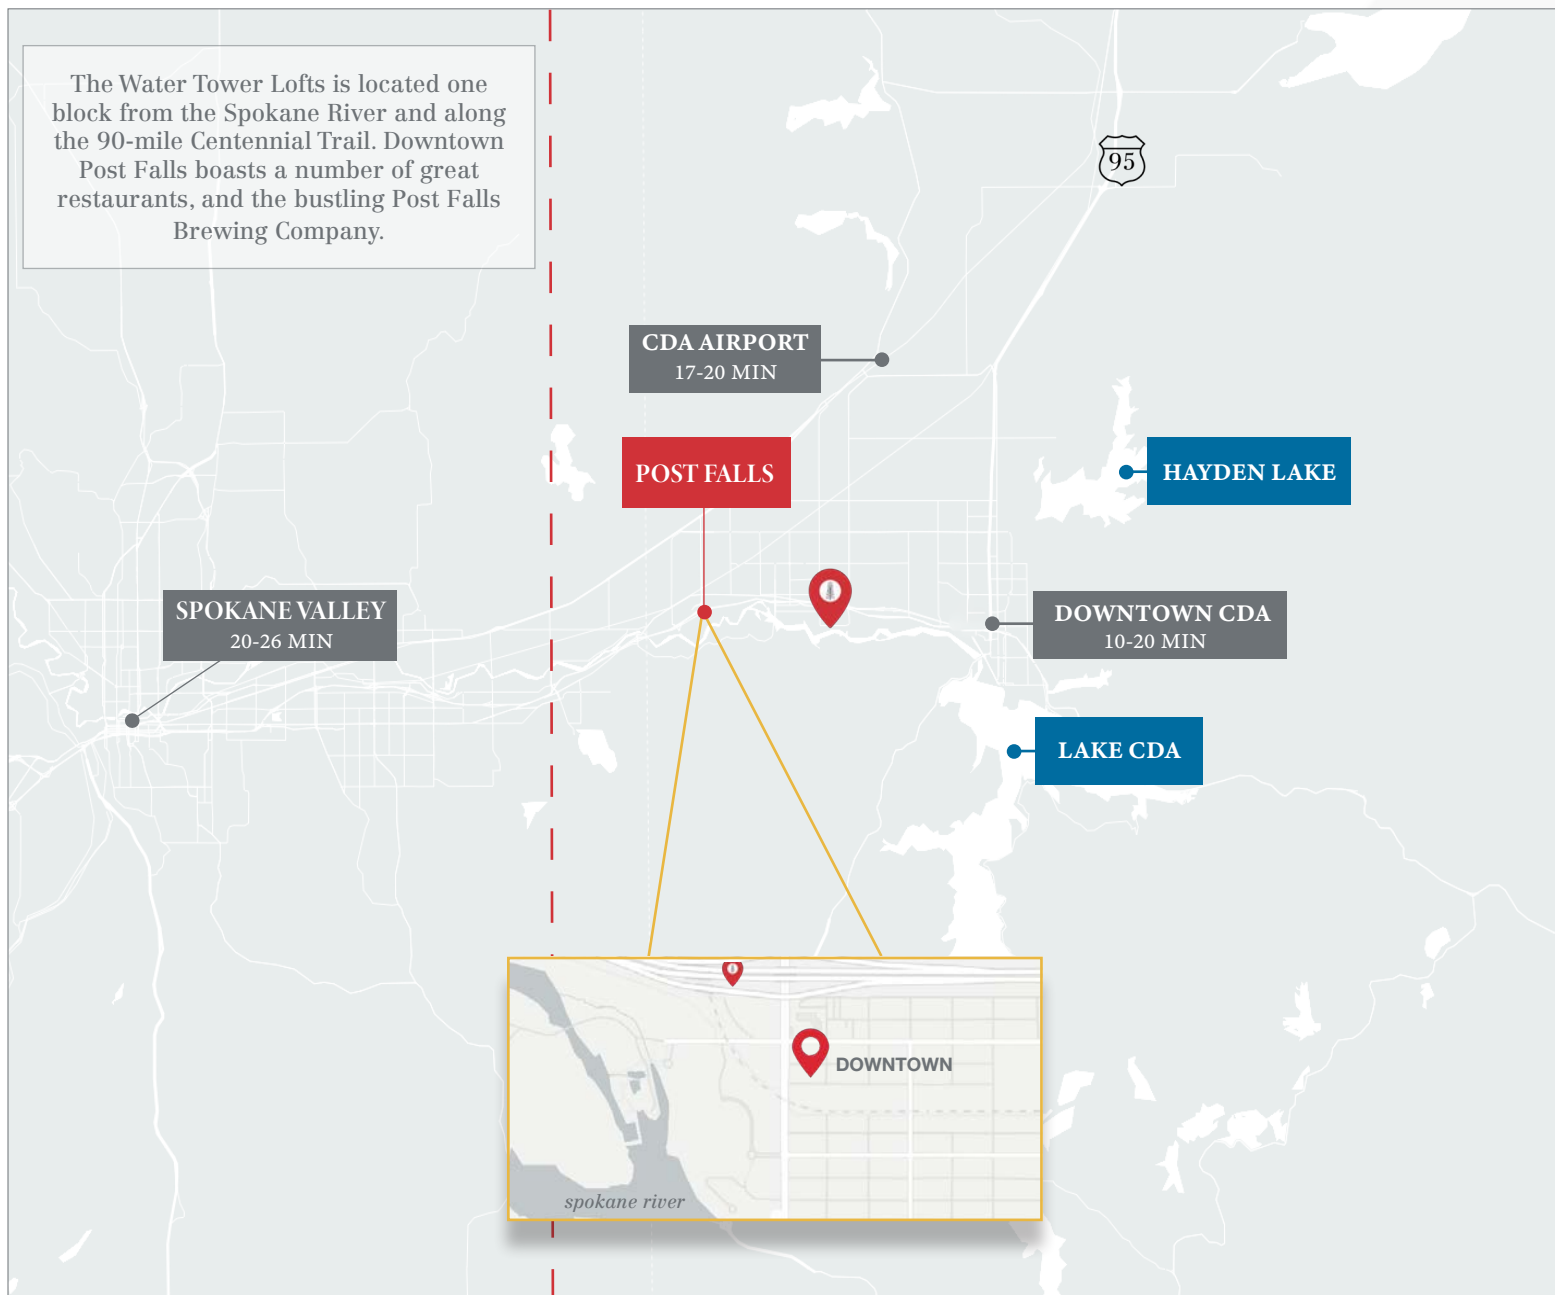 The Water Tower Lofts is located one
block from the Spokane River and along
the 90-mile Centennial Trail. Downtown
Post Falls boasts a number of great
restaurants, and the bustling Post Falls
Brewing Company.
95
CDA AIRPORT
17-20 MIN
POST FALLS
HAYDEN LAKE
SPOKANE VALLEY
20-26 MIN
DOWNTOWN CDA
10-20 MIN
LAKE CDA
DOWNTOWN
spokane river